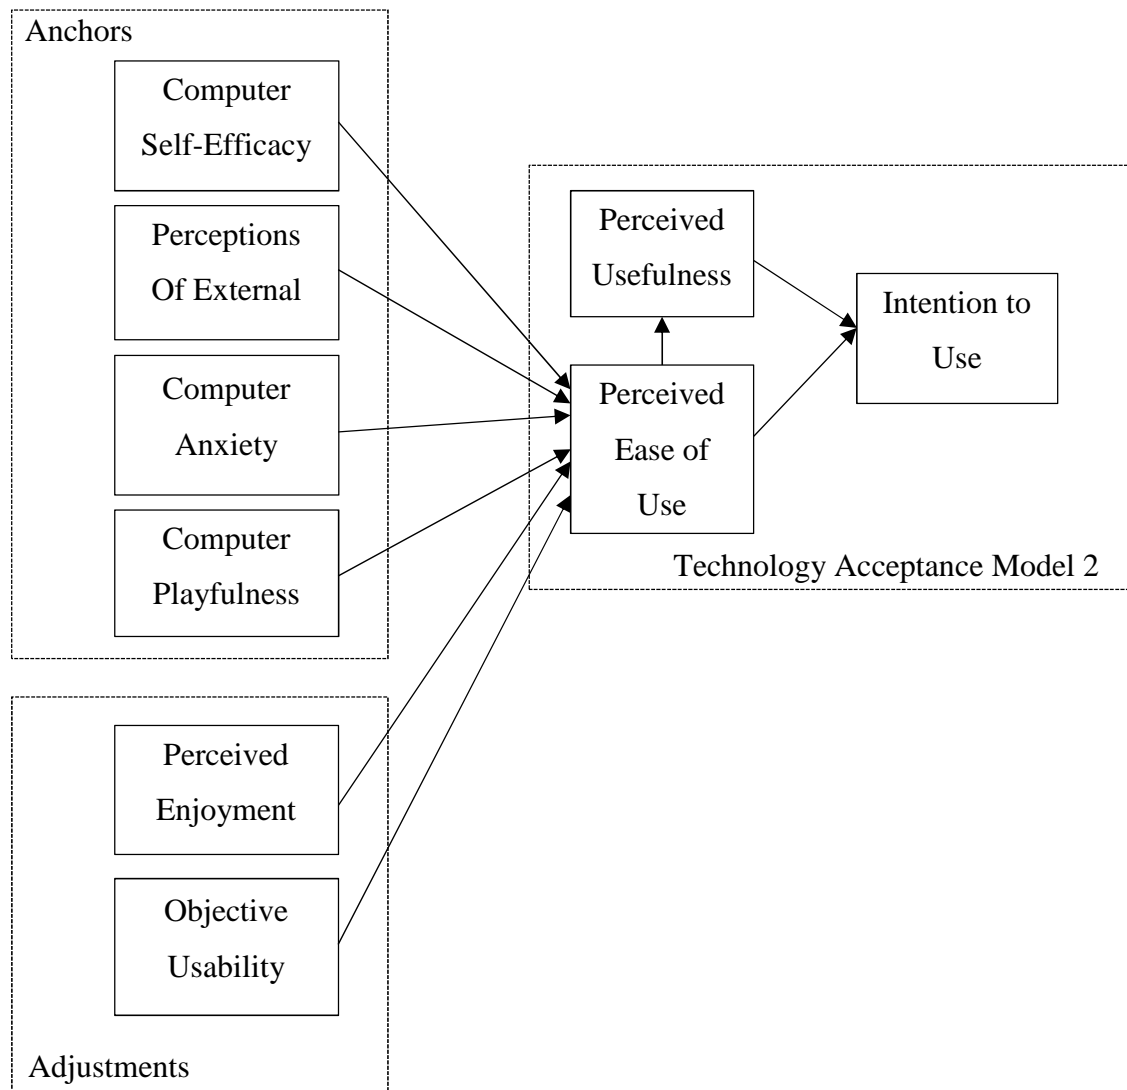 Anchors
Computer
Self-Efficacy
Perceptions
Of External
Computer
Anxiety
Computer
Playfulness
Perceived
Usefulness
Intention to
Use
Perceived
Ease of
Use
Technology Acceptance Model 2
Perceived
Enjoyment
Objective
Usability
Adjustments